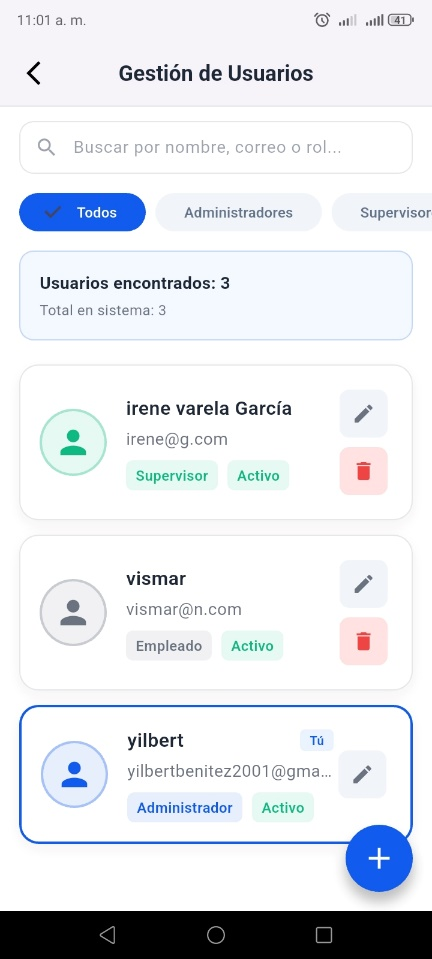 11:01 a. m.
41
Gestión de Usuarios
Buscar por nombre, correo o rol...
Todos
Administradores
Supervisor
Usuarios encontrados: 3
Total en sistema: 3
irene varela García
irene@g.com
Supervisor
Activo
vismar
vismar@n.com
Empleado
Activo
yilbert
Tú
yilbertbenitez2001@gma...
Administrador
Activo